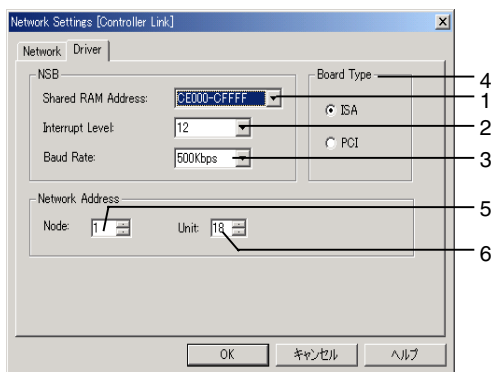 Network Settings [Controller Link]
Network Driver
NSB
Board Type
4
Shared RAM Address: CE000-CFFFF
1
ISA
Interrupt Level: 12
2
PCI
Baud Rate: 500Kbps
3
Network Address
5
Node: 1 Unit: 18
6
OK キャンセル ヘルプ